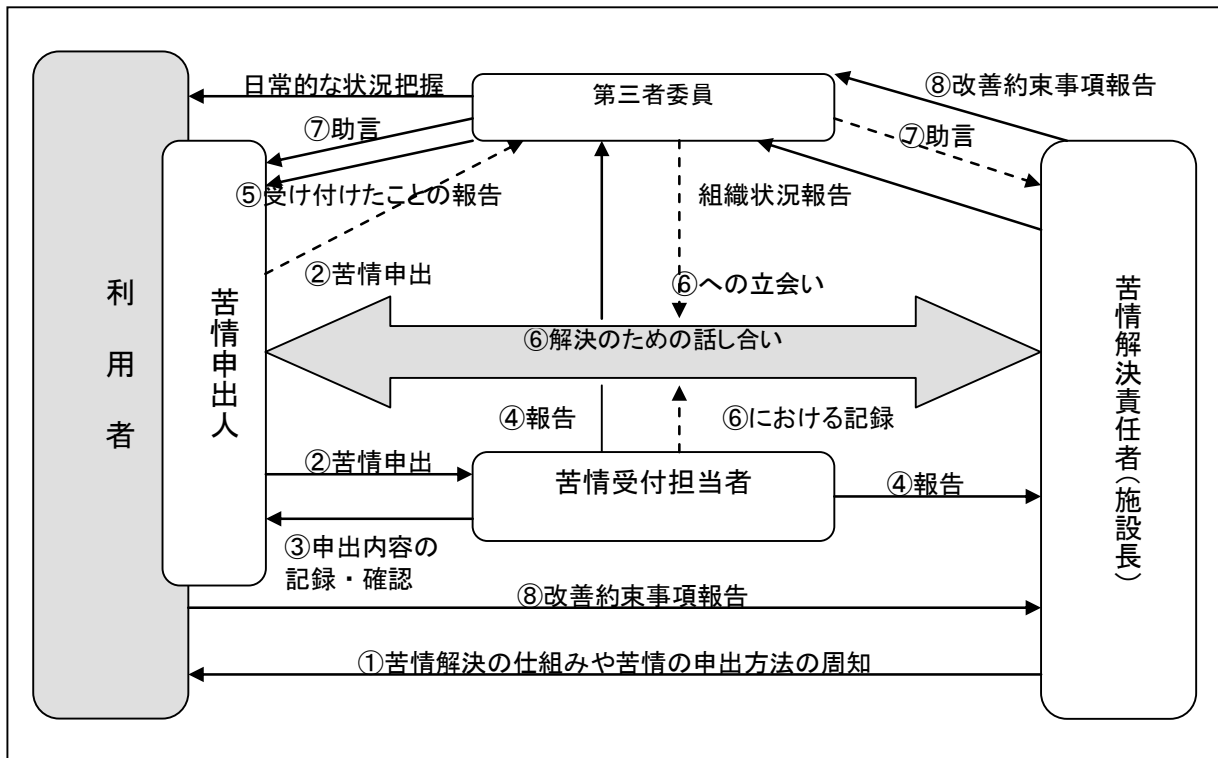 日常的な状況把握
第三者委員
⑧改善約束事項報告
⑦助言
⑦助言
⑤受け付けたことの報告
組織状況報告
②苦情申出
⑥への立会い
利用者
苦情申出人
⑥解決のための話し合い
苦情解決責任者(施設長)
④報告
⑥における記録
②苦情申出
苦情受付担当者
④報告
③申出内容の
記録・確認
⑧改善約束事項報告
①苦情解決の仕組みや苦情の申出方法の周知